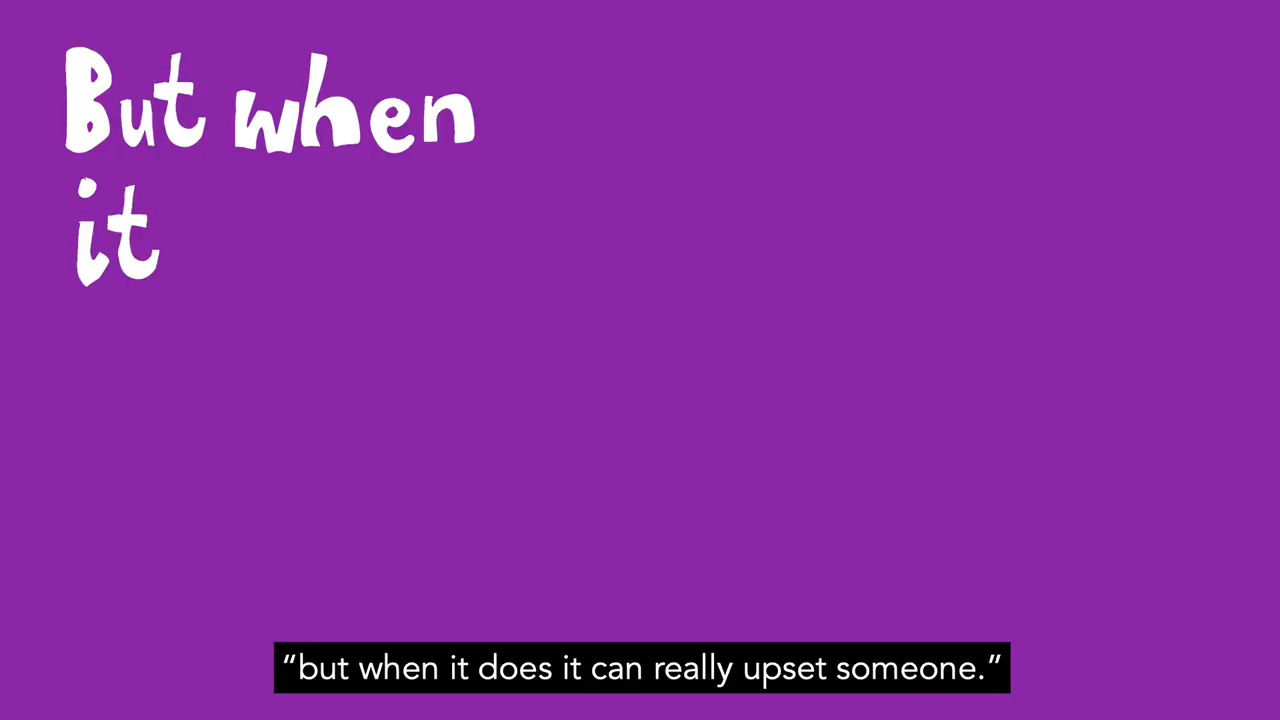 But when
it
“but when it does it can really upset someone.”